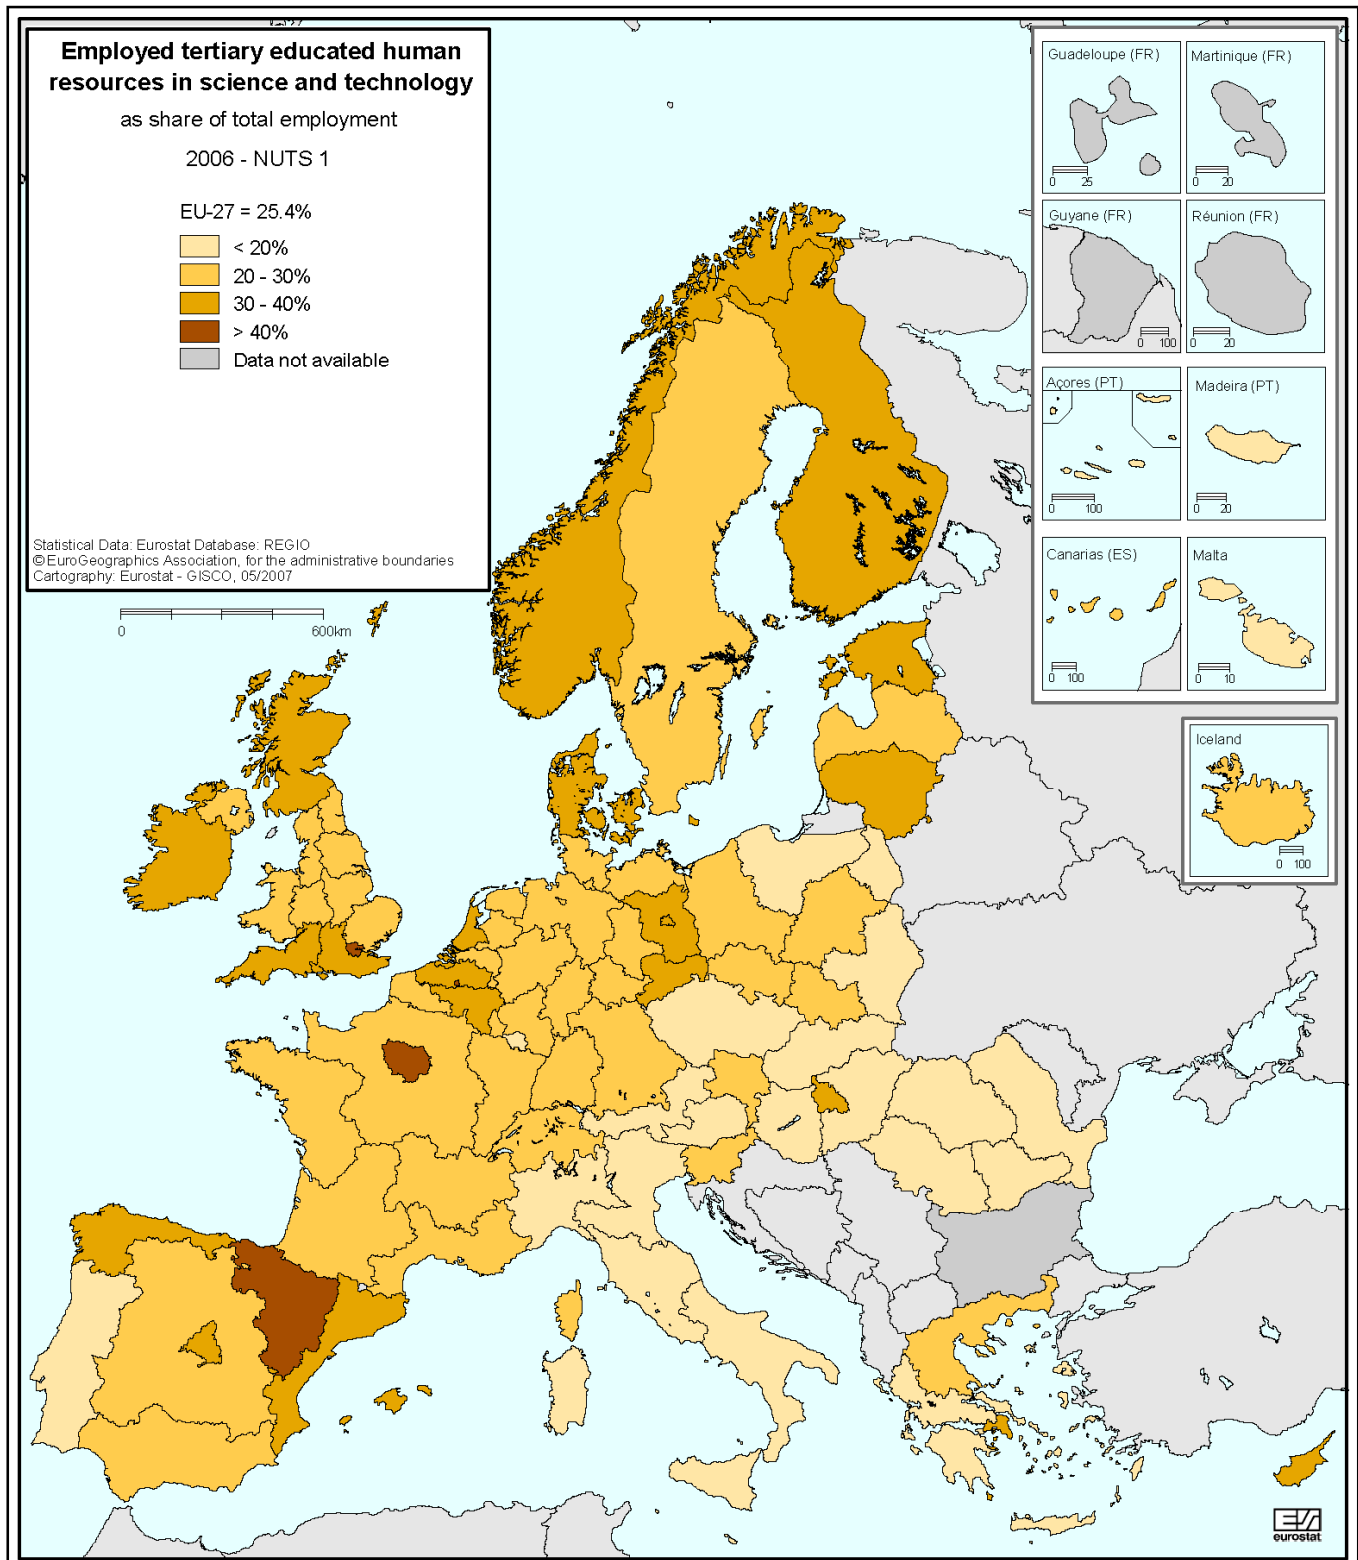 Employed tertiary educated human
resources in science and technology
as share of total employment
2006 - NUTS 1
EU-27 = 25.4%
< 20%
20 - 30%
30 - 40%
> 40%
Data not available
Statistical Data: Eurostat Database: REGIO
© EuroGeographics Association, for the administrative boundaries
Cartography: Eurostat - GISCO, 05/2007
0 600km
Guadeloupe (FR)
0 25
Martinique (FR)
0 20
Guyane (FR)
0 100
Réunion (FR)
0 20
Açores (PT)
0 100
Madeira (PT)
0 20
Canarias (ES)
0 100
Malta
0 10
Iceland
0 100
eurostat